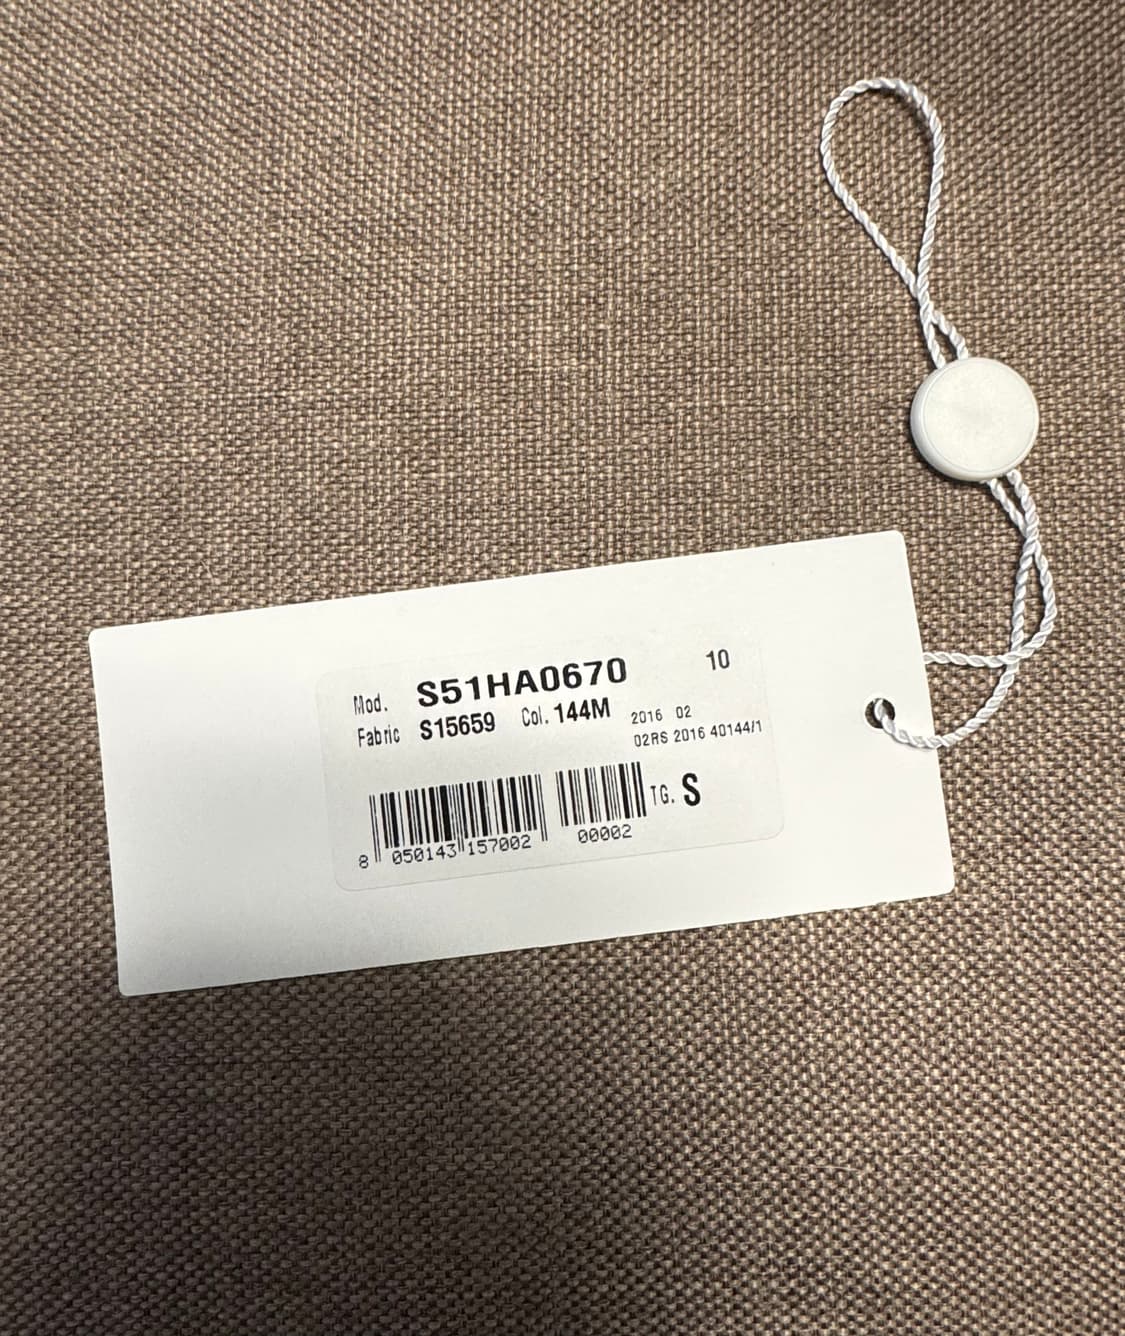 Mod. S51HA0670 10
Fabric S15659 Col. 144M 2016 02
02RS 2016 40144/1
TG. S
8 050143 157002 00002